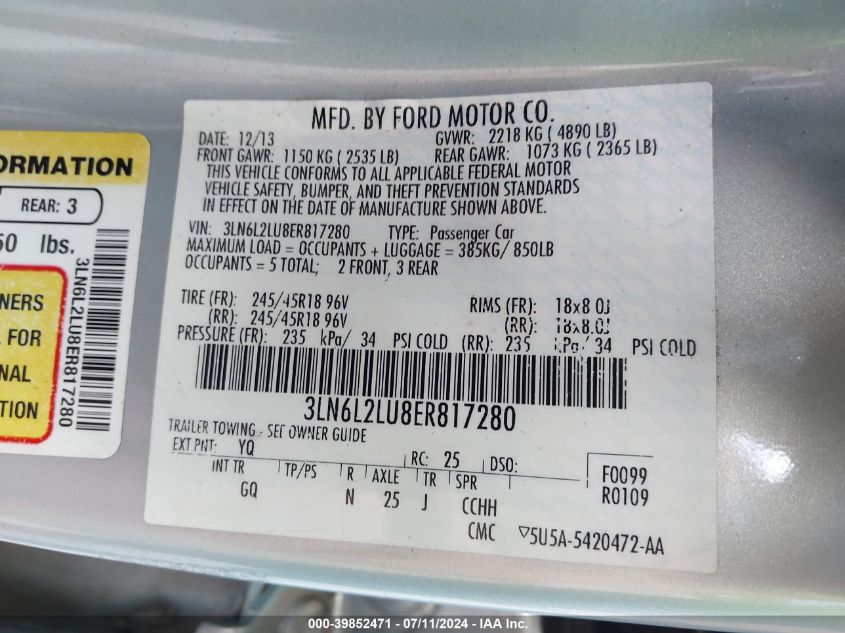 MFD. BY FORD MOTOR CO.
DATE: 12/13 GVWR: 2218 KG ( 4890 LB)
FRONT GAWR: 1150 KG ( 2535 LB) REAR GAWR: 1073 KG ( 2365 LB)
THIS VEHICLE CONFORMS TO ALL APPLICABLE FEDERAL MOTOR
VEHICLE SAFETY, BUMPER, AND THEFT PREVENTION STANDARDS
IN EFFECT ON THE DATE OF MANUFACTURE SHOWN ABOVE.
VIN: 3LN6L2LU8ER817280 TYPE: Passenger Car
MAXIMUM LOAD = OCCUPANTS + LUGGAGE = 385KG/ 850LB
OCCUPANTS = 5 TOTAL; 2 FRONT, 3 REAR
TIRE (FR): 245/45R18 96V RIMS (FR): 18x8.0J
(RR): 245/45R18 96V (RR): 18x8.0J
PRESSURE (FR): 235 kPa/ 34 PSI COLD (RR): 235 kPa/ 34 PSI COLD
3LN6L2LU8ER817280
TRAILER TOWING - SEE OWNER GUIDE
EXT PNT: YQ RC: 25 DSO: F0099
INT TR TP/PS R AXLE TR SPR R0109
GQ N 25 J CCHH
CMC ▽5U5A-5420472-AA
ORMATION
REAR: 3
50 lbs.
NERS
FOR
NAL
TION
3LN6L2LU8ER817280
000-39852471 - 07/11/2024 - IAA Inc.